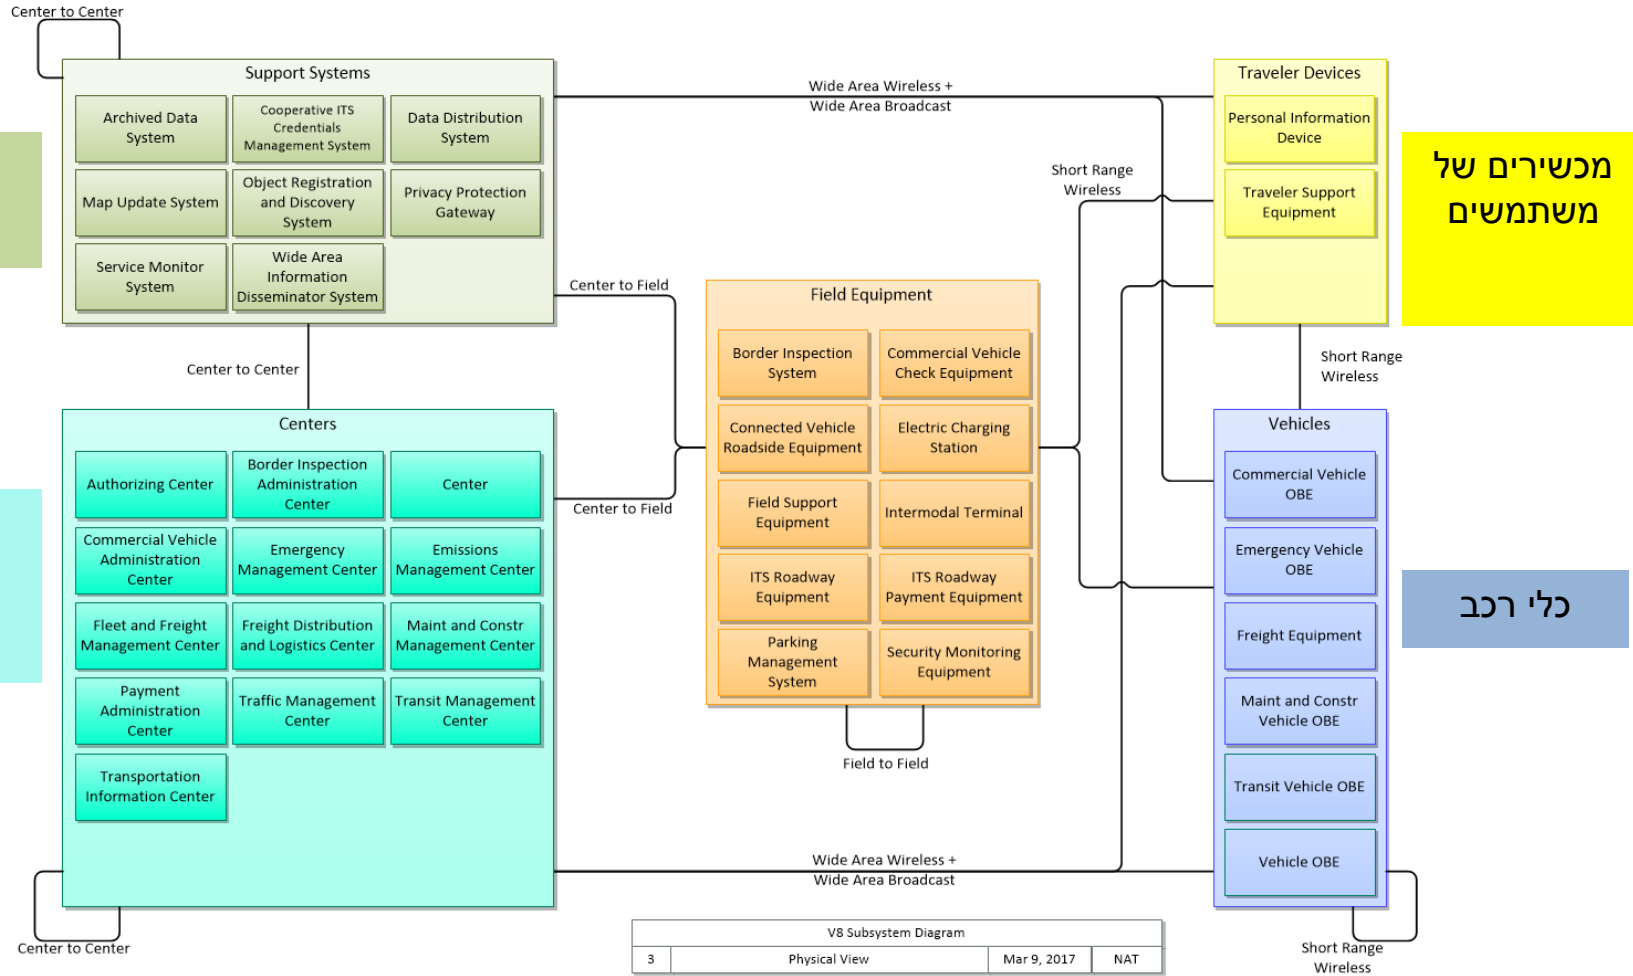 Center to Center
Support Systems
Archived Data
System
Cooperative ITS
Credentials
Management System
Data Distribution
System
Map Update System
Object Registration
and Discovery
System
Privacy Protection
Gateway
Service Monitor
System
Wide Area
Information
Disseminator System
Wide Area Wireless +
Wide Area Broadcast
Traveler Devices
Personal Information
Device
Traveler Support
Equipment
מכשירים של
משתמשים
Short Range
Wireless
Center to Field
Center to Center
Field Equipment
Border Inspection
System
Commercial Vehicle
Check Equipment
Connected Vehicle
Roadside Equipment
Electric Charging
Station
Field Support
Equipment
Intermodal Terminal
ITS Roadway
Equipment
ITS Roadway
Payment Equipment
Parking
Management
System
Security Monitoring
Equipment
Field to Field
Short Range
Wireless
Centers
Authorizing Center
Border Inspection
Administration
Center
Center
Commercial Vehicle
Administration
Center
Emergency
Management Center
Emissions
Management Center
Fleet and Freight
Management Center
Freight Distribution
and Logistics Center
Maint and Constr
Management Center
Payment
Administration
Center
Traffic Management
Center
Transit Management
Center
Transportation
Information Center
Center to Field
Vehicles
Commercial Vehicle
OBE
Emergency Vehicle
OBE
Freight Equipment
Maint and Constr
Vehicle OBE
Transit Vehicle OBE
Vehicle OBE
כלי רכב
Wide Area Wireless +
Wide Area Broadcast
Center to Center
Short Range
Wireless
V8 Subsystem Diagram
3 Physical View Mar 9, 2017 NAT